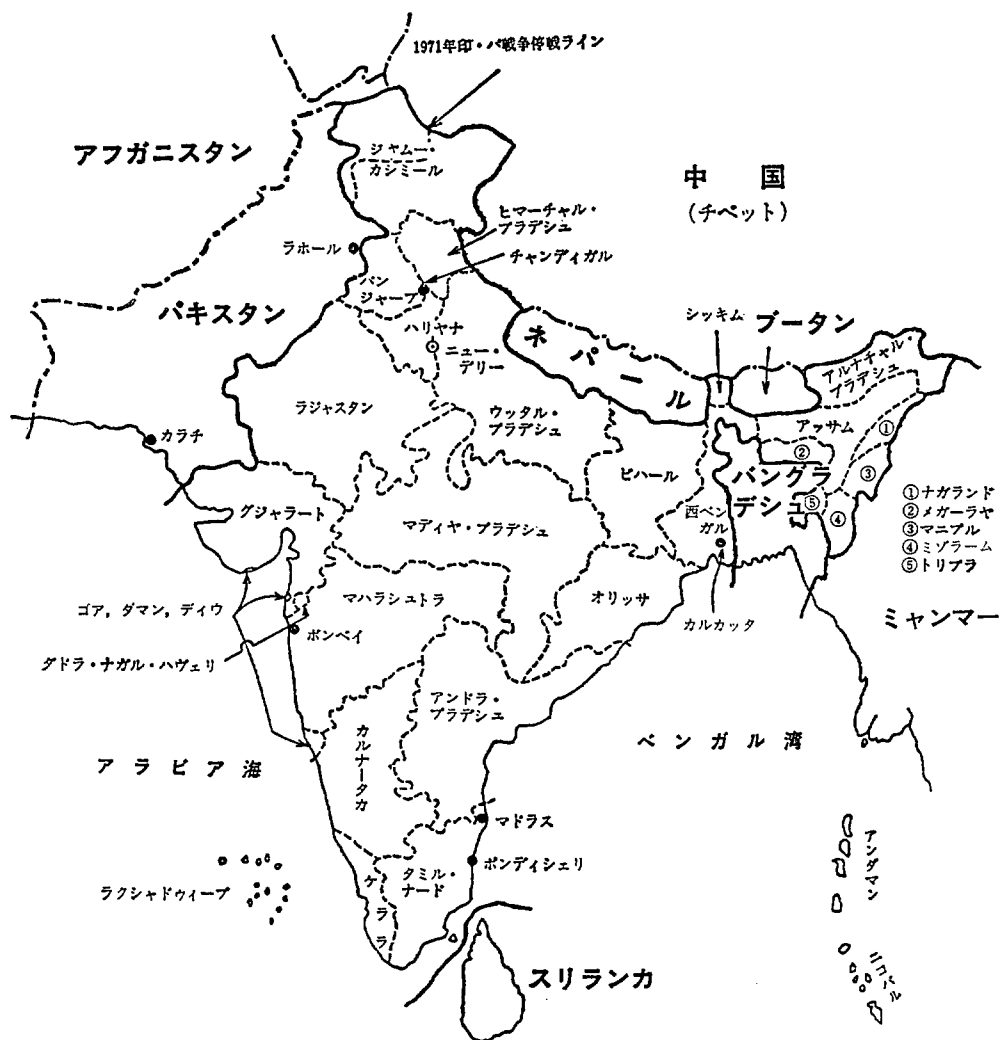 1971年印・パ戦争停戦ライン
アフガニスタン
ジャムー・
カシミール
中国
(チベット)
ヒマーチャル・
プラデシュ
ラホール
チャンディガル
パン
ジャーブ
パキスタン
シッキム
ブータン
ハリヤナ
ネパール
ニュー・
デリー
アルナチャル・
プラデシュ
ラジャスタン
ウッタル・
プラデシュ
アッサム
①
カラチ
②
ビハール
バングラ
デシュ
③
①ナガランド
②メガーラヤ
③マニプル
④ミゾラーム
⑤トリプラ
⑤
④
グジャラート
西ベン
ガル
マディヤ・プラデシュ
ゴア,ダマン,ディウ
マハラシュトラ
オリッサ
カルカッタ
ミャンマー
ボンベイ
ダドラ・ナガル・ハヴェリ
アンドラ・
プラデシュ
カルナータカ
ベンガル湾
アラビア海
マドラス
アンダマン
ポンディシェリ
タミル・
ナード
ケララ
ラクシャドゥィープ
ニコバル
スリランカ